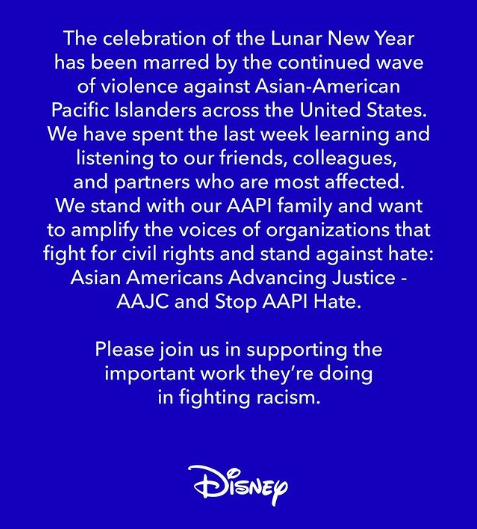 The celebration of the Lunar New Year
has been marred by the continued wave
of violence against Asian-American
Pacific Islanders across the United States.
We have spent the last week learning and
listening to our friends, colleagues,
and partners who are most affected.
We stand with our AAPI family and want
to amplify the voices of organizations that
fight for civil rights and stand against hate:
Asian Americans Advancing Justice -
AAJC and Stop AAPI Hate.
Please join us in supporting the
important work they’re doing
in fighting racism.
Disney